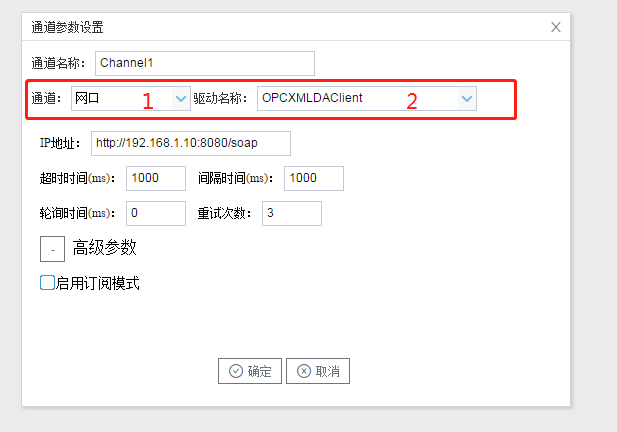 通道参数设置
通道名称： Channel1
通道： 网口 1 驱动名称： OPCXMLDAClient 2
IP地址： http://192.168.1.10:8080/soap
超时时间(ms)： 1000 间隔时间(ms)： 1000
轮询时间(ms)： 0 重试次数： 3
- 高级参数
启用订阅模式
确定 取消